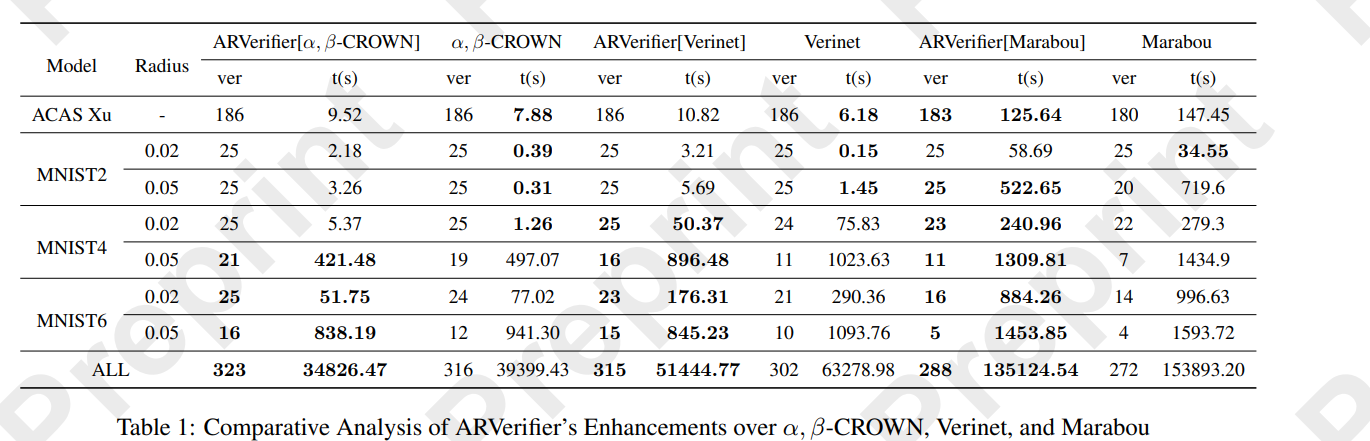 Model Radius ARVerifier[α, β-CROWN] α, β-CROWN ARVerifier[Verinet] Verinet ARVerifier[Marabou] Marabou
ver t(s) ver t(s) ver t(s) ver t(s) ver t(s) ver t(s)
ACAS Xu - 186 9.52 186 7.88 186 10.82 186 6.18 183 125.64 180 147.45
MNIST2 0.02 25 2.18 25 0.39 25 3.21 25 0.15 25 58.69 25 34.55
0.05 25 3.26 25 0.31 25 5.69 25 1.45 25 522.65 20 719.6
MNIST4 0.02 25 5.37 25 1.26 25 50.37 24 75.83 23 240.96 22 279.3
0.05 21 421.48 19 497.07 16 896.48 11 1023.63 11 1309.81 7 1434.9
MNIST6 0.02 25 51.75 24 77.02 23 176.31 21 290.36 16 884.26 14 996.63
0.05 16 838.19 12 941.30 15 845.23 10 1093.76 5 1453.85 4 1593.72
ALL 323 34826.47 316 39399.43 315 51444.77 302 63278.98 288 135124.54 272 153893.20
Table 1: Comparative Analysis of ARVerifier's Enhancements over α, β-CROWN, Verinet, and Marabou
Preprint
Preprint
Preprint